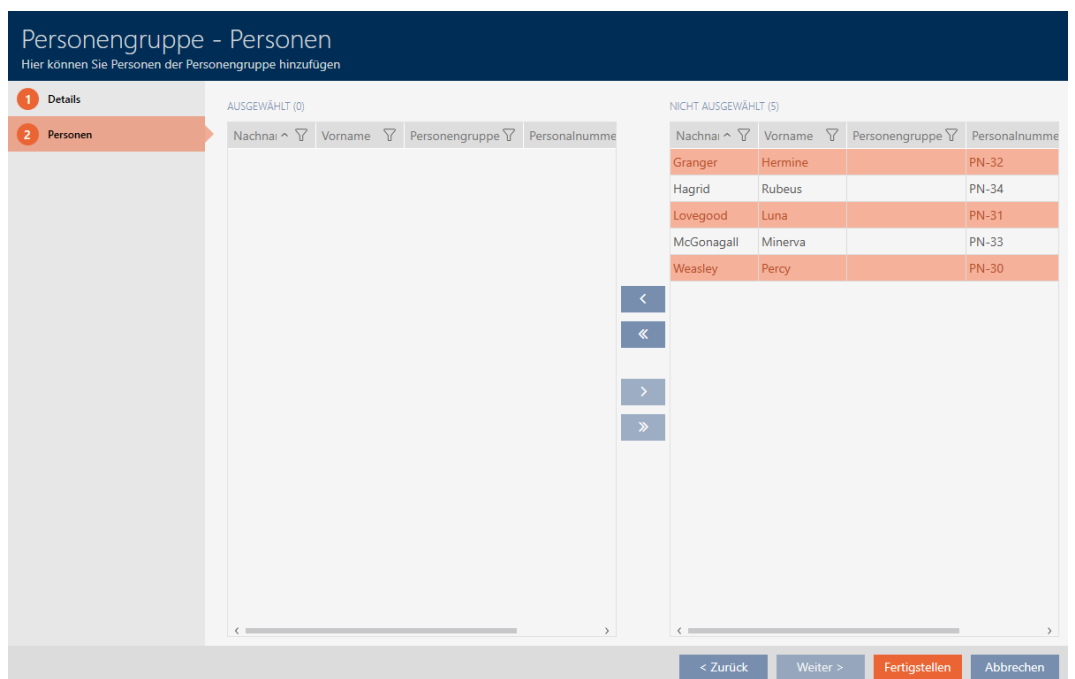 Personengruppe - Personen
Hier können Sie Personen der Personengruppe hinzufügen
1 Details
2 Personen
AUSGEWÄHLT (0)
Nachnai Vorname Personengruppe Personalnumme
NICHT AUSGEWÄHLT (5)
Nachnai Vorname Personengruppe Personalnumme
Granger Hermine PN-32
Hagrid Rubeus PN-34
Lovegood Luna PN-31
McGonagall Minerva PN-33
Weasley Percy PN-30
< Zurück Weiter > Fertigstellen Abbrechen